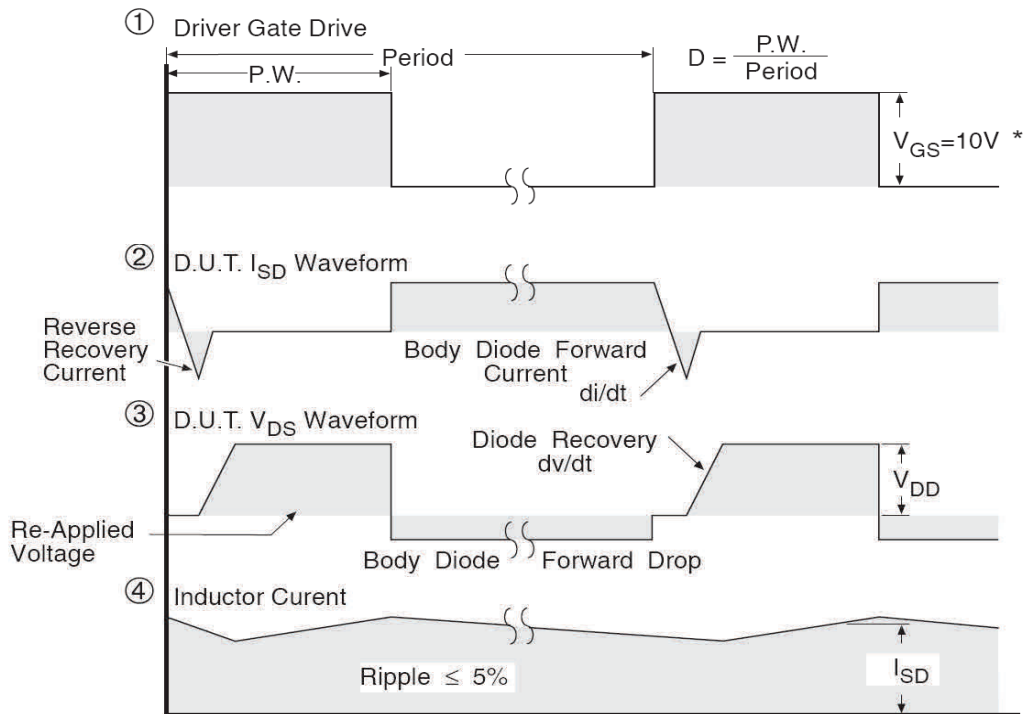 ① Driver Gate Drive
Period
P.W.
D = P.W.
Period
V_GS=10V *
② D.U.T. I_SD Waveform
Reverse
Recovery
Current
Body Diode Forward
Current
di/dt
③ D.U.T. V_DS Waveform
Diode Recovery
dv/dt
V_DD
Re-Applied
Voltage
Body Diode Forward Drop
④ Inductor Curent
Ripple ≤ 5%
I_SD